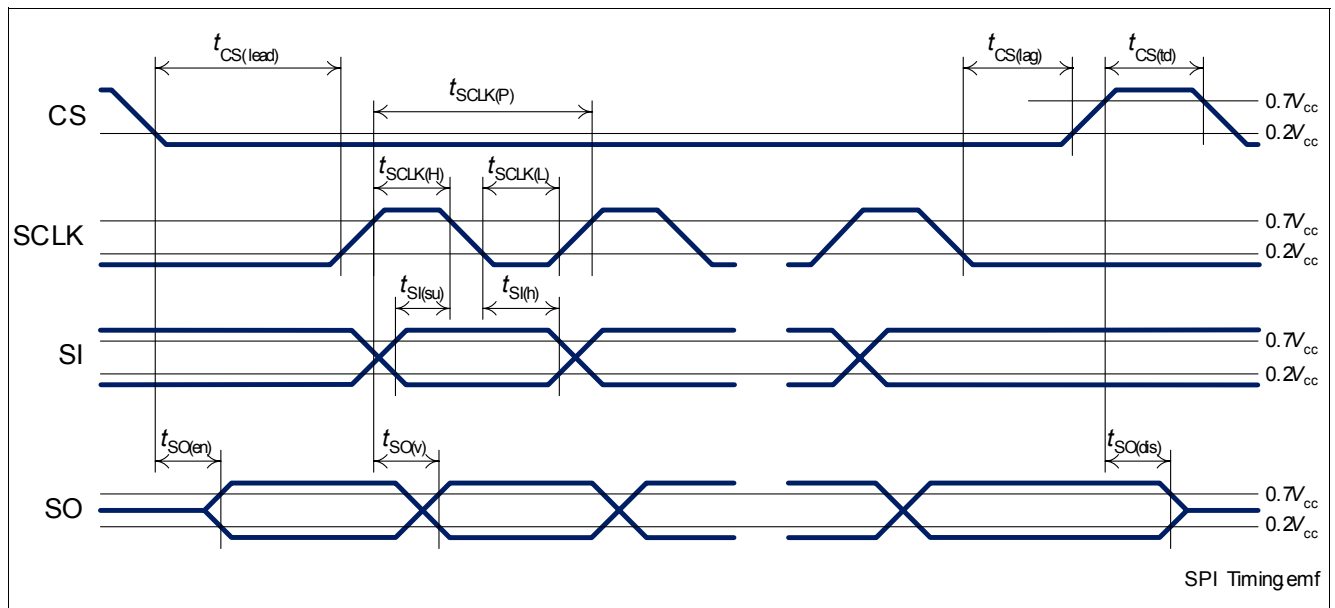 tCS(lead)
tCS(lag)
tCS(td)
tSCLK(P)
CS
0.7Vcc
0.2Vcc
tSCLK(H)
tSCLK(L)
SCLK
0.7Vcc
0.2Vcc
tSI(su)
tSI(h)
SI
0.7Vcc
0.2Vcc
tSO(en)
tSO(v)
tSO(dis)
SO
0.7Vcc
0.2Vcc
SPI Timing.emf